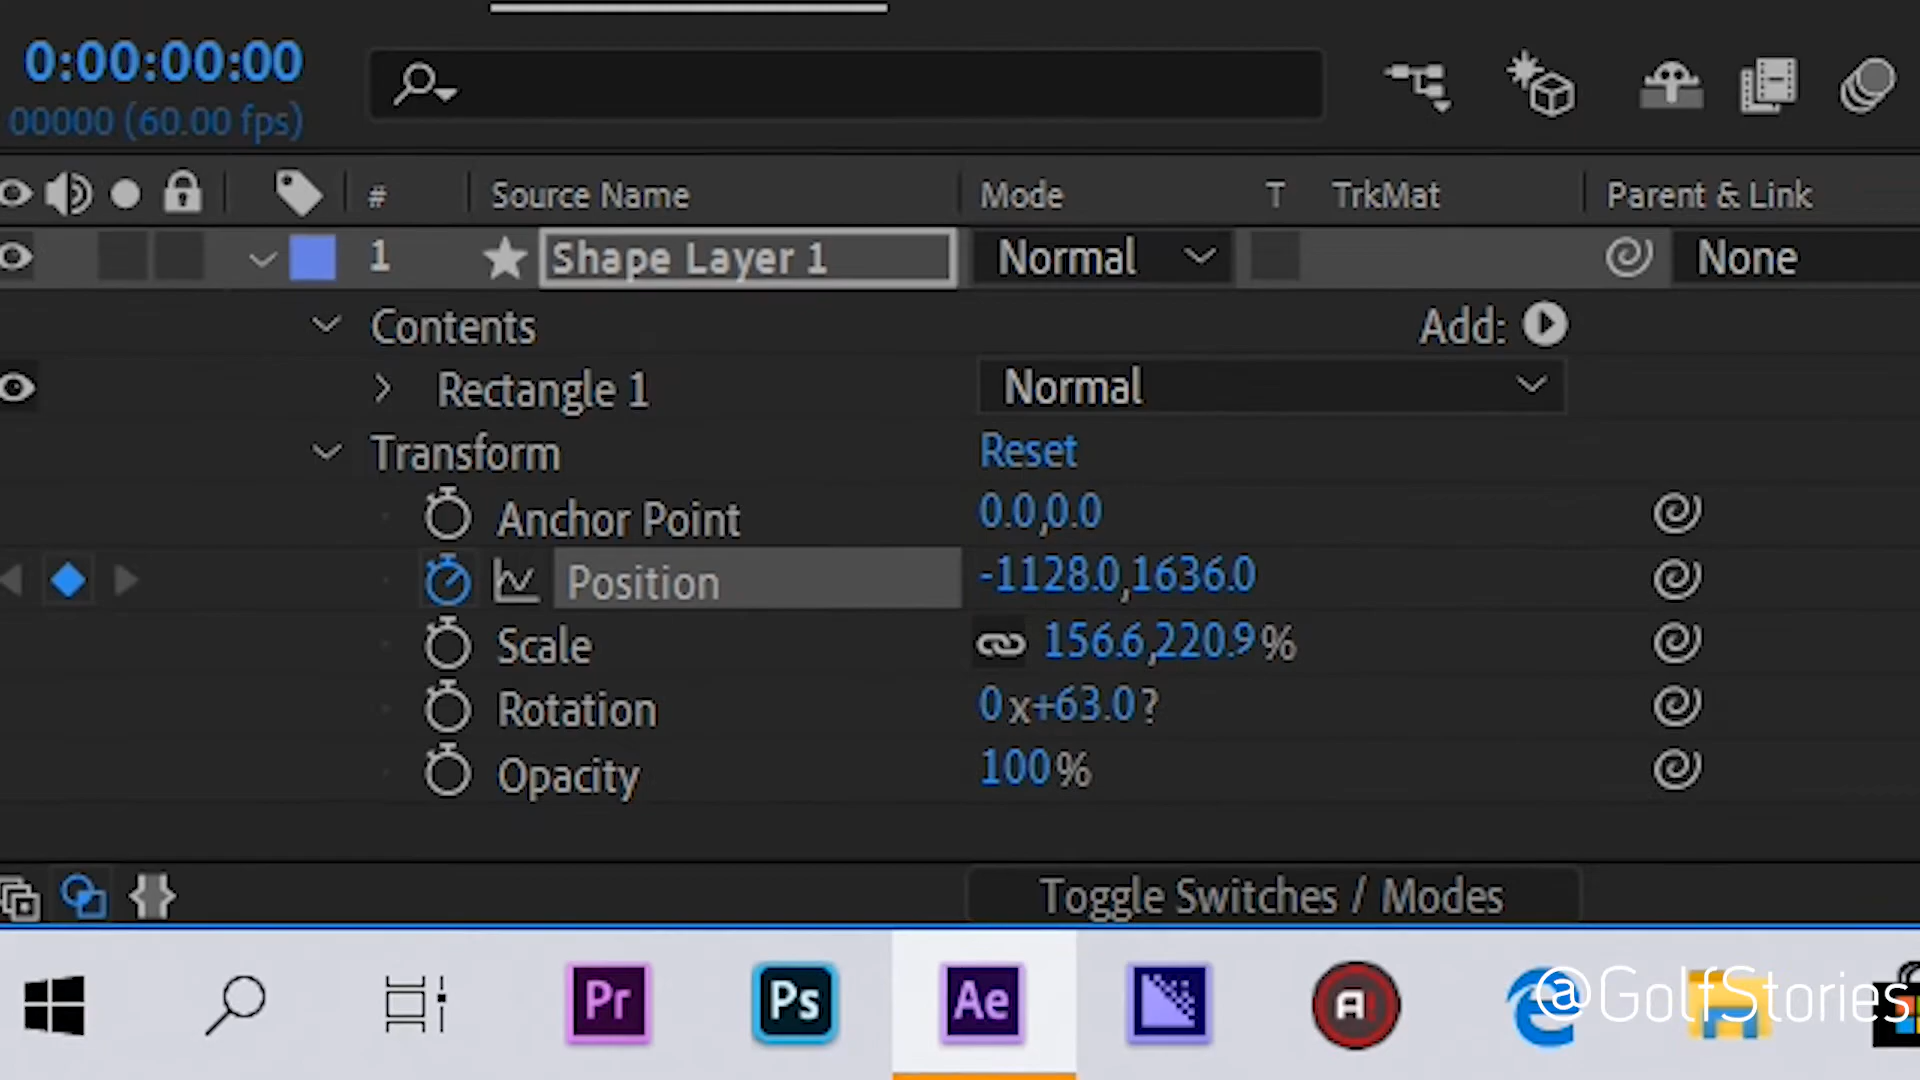 0:00:00:00
00000 (60.00 fps)
# Source Name Mode T TrkMat Parent & Link
1 Shape Layer 1 Normal None
Contents Add:
Rectangle 1 Normal
Transform Reset
Anchor Point 0.0,0.0
Position -1128.0,1636.0
Scale 156.6,220.9%
Rotation 0x+63.0?
Opacity 100%
Toggle Switches / Modes
Pr Ps Ae A
@GolfStories